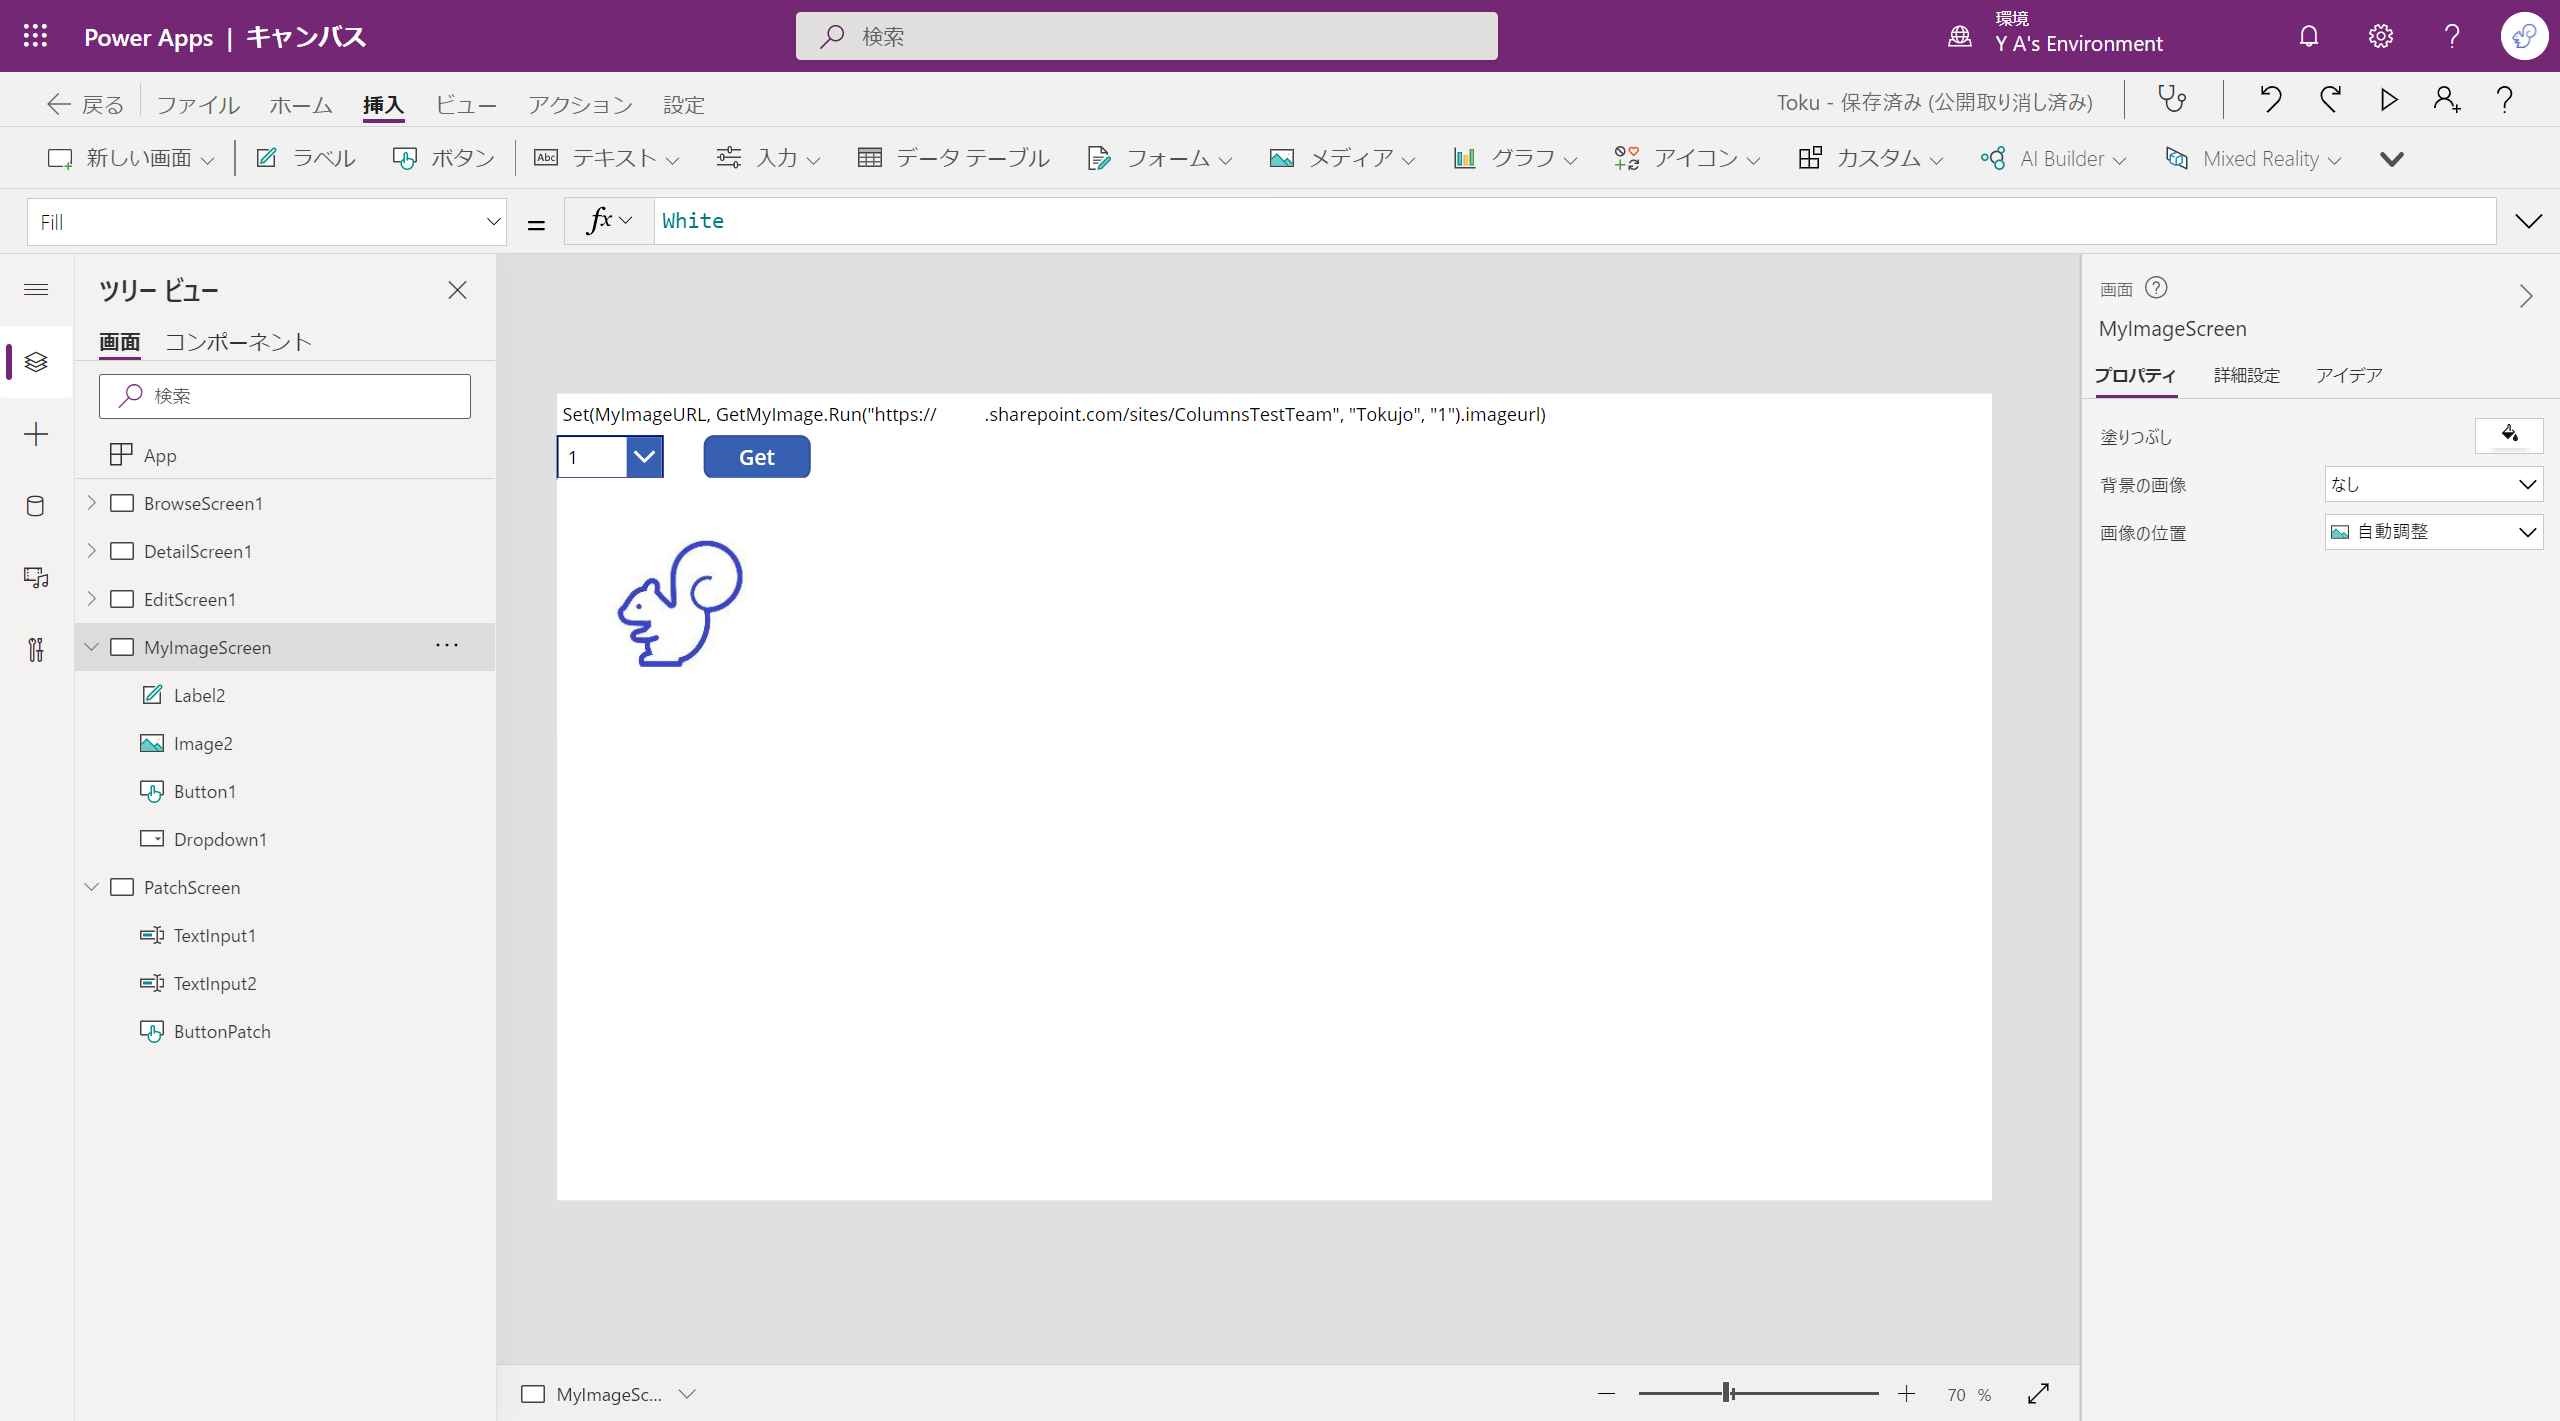 Power Apps | キャンバス
検索
環境
Y A's Environment
戻る
ファイル
ホーム
挿入
ビュー
アクション
設定
Toku - 保存済み (公開取り消し済み)
新しい画面
ラベル
ボタン
Abc テキスト
入力
データ テーブル
フォーム
メディア
グラフ
アイコン
カスタム
AI Builder
Mixed Reality
Fill
=
fx
White
ツリー ビュー
画面
コンポーネント
検索
App
BrowseScreen1
DetailScreen1
EditScreen1
MyImageScreen
Label2
Image2
Button1
Dropdown1
PatchScreen
TextInput1
TextInput2
ButtonPatch
Set(MyImageURL, GetMyImage.Run("https:// .sharepoint.com/sites/ColumnsTestTeam", "Tokujo", "1").imageurl)
1
Get
MyImageSc...
70 %
画面
MyImageScreen
プロパティ
詳細設定
アイデア
塗りつぶし
背景の画像
なし
画像の位置
自動調整